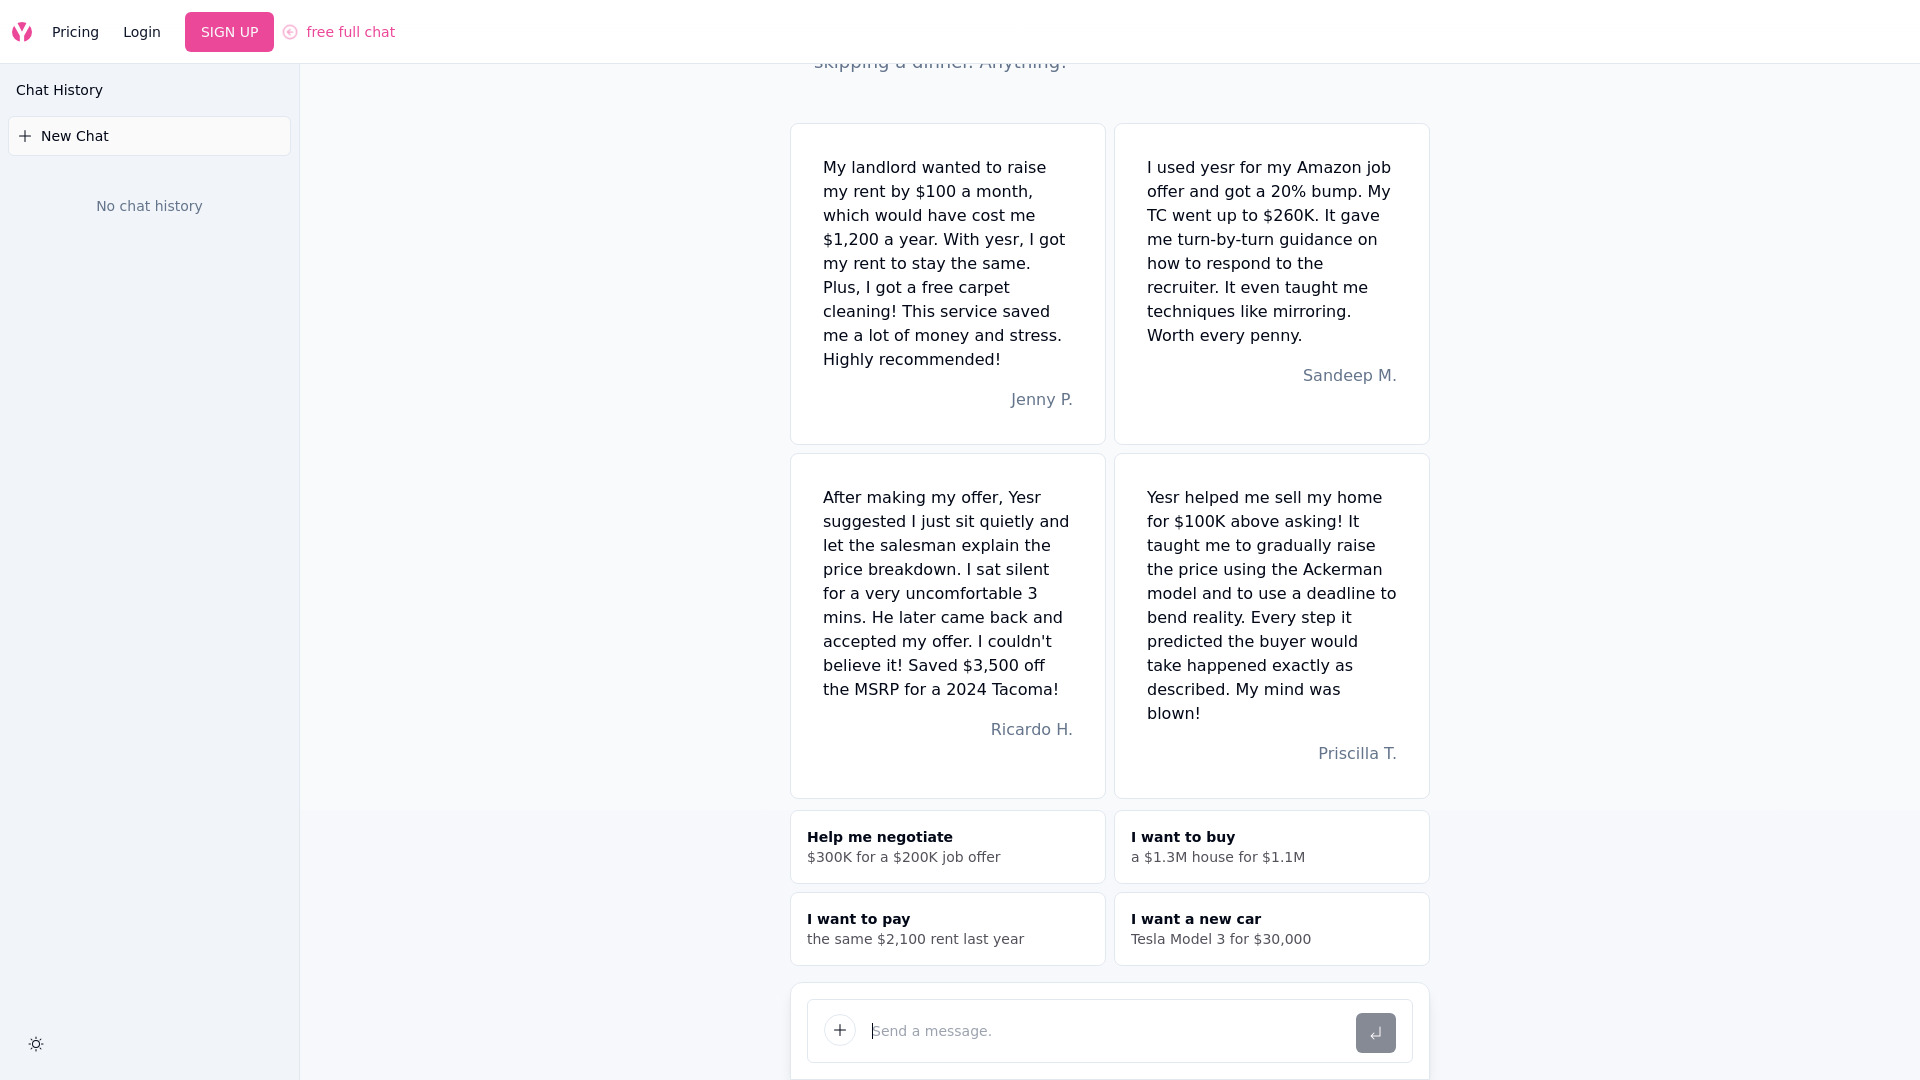 Pricing
Login
SIGN UP
free full chat
Chat History
New Chat
No chat history
skipping a dinner. Anything!
My landlord wanted to raise
my rent by $100 a month,
which would have cost me
$1,200 a year. With yesr, I got
my rent to stay the same.
Plus, I got a free carpet
cleaning! This service saved
me a lot of money and stress.
Highly recommended!
Jenny P.
I used yesr for my Amazon job
offer and got a 20% bump. My
TC went up to $260K. It gave
me turn-by-turn guidance on
how to respond to the
recruiter. It even taught me
techniques like mirroring.
Worth every penny.
Sandeep M.
After making my offer, Yesr
suggested I just sit quietly and
let the salesman explain the
price breakdown. I sat silent
for a very uncomfortable 3
mins. He later came back and
accepted my offer. I couldn't
believe it! Saved $3,500 off
the MSRP for a 2024 Tacoma!
Ricardo H.
Yesr helped me sell my home
for $100K above asking! It
taught me to gradually raise
the price using the Ackerman
model and to use a deadline to
bend reality. Every step it
predicted the buyer would
take happened exactly as
described. My mind was
blown!
Priscilla T.
Help me negotiate
$300K for a $200K job offer
I want to buy
a $1.3M house for $1.1M
I want to pay
the same $2,100 rent last year
I want a new car
Tesla Model 3 for $30,000
Send a message.